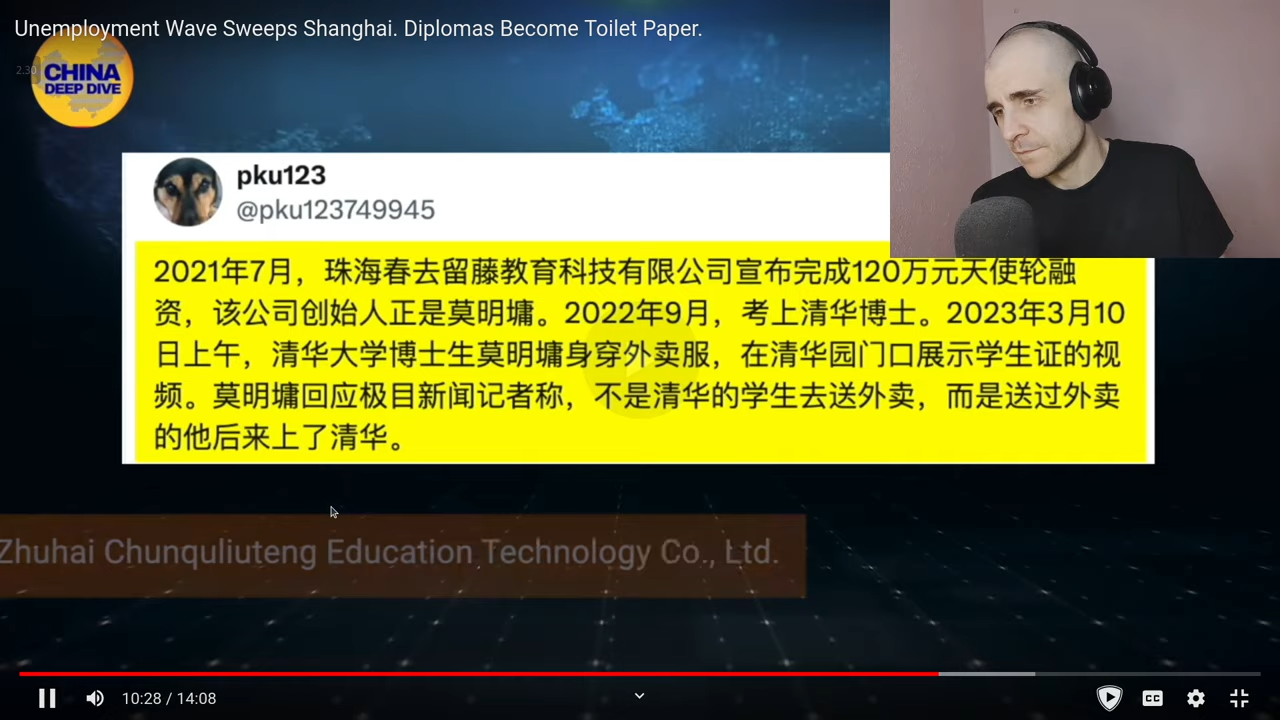 Unemployment Wave Sweeps Shanghai. Diplomas Become Toilet Paper.
2.30
CHINA
DEEP DIVE
pku123
@pku123749945
2021年7月，珠海春去留藤教育科技有限公司宣布完成120万元天使轮融
资，该公司创始人正是莫明墉。2022年9月，考上清华博士。2023年3月10
日上午，清华大学博士生莫明墉身穿外卖服，在清华园门口展示学生证的视
频。莫明墉回应极目新闻记者称，不是清华的学生去送外卖，而是送过外卖
的他后来上了清华。
Zhuhai Chunquliuteng Education Technology Co., Ltd.
10:28 / 14:08
CC